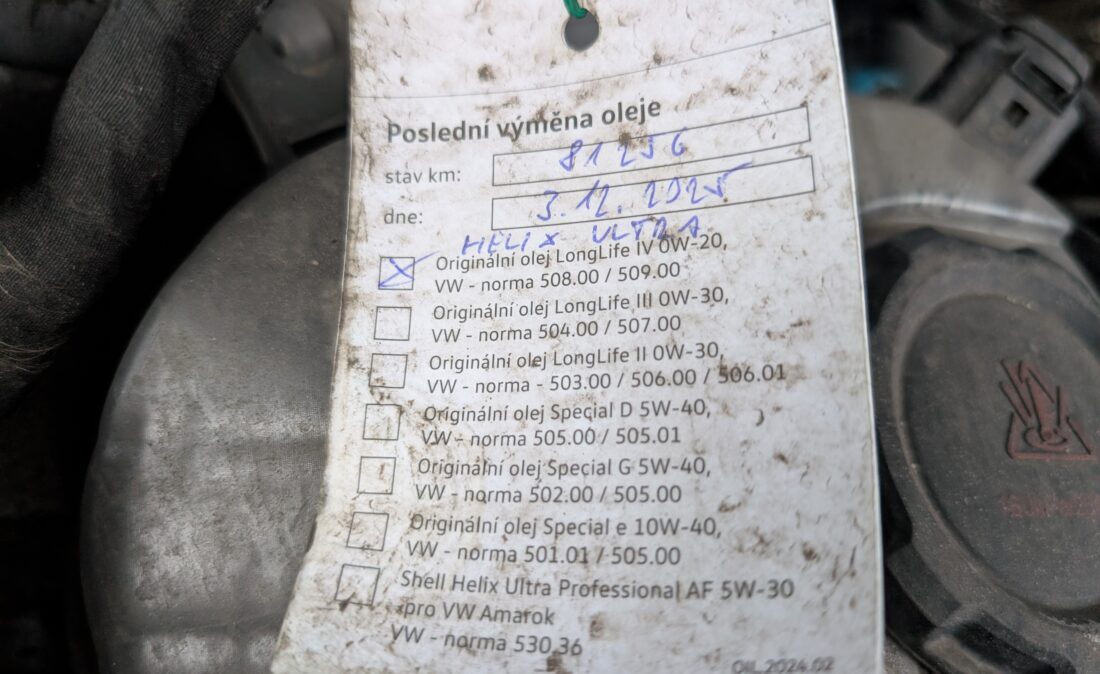 Poslední výměna oleje
stav km: 81256
dne: 3.12.2025
HELIX ULTRA
Originální olej LongLife IV 0W-20,
VW - norma 508.00 / 509.00
Originální olej LongLife III 0W-30,
VW - norma 504.00 / 507.00
Originální olej LongLife II 0W-30,
VW - norma - 503.00 / 506.00 / 506.01
Originální olej Special D 5W-40,
VW - norma 505.00 / 505.01
Originální olej Special G 5W-40,
VW - norma 502.00 / 505.00
Originální olej Special e 10W-40,
VW - norma 501.01 / 505.00
Shell Helix Ultra Professional AF 5W-30
pro VW Amarok
VW - norma 530.36
OIL 2024.02